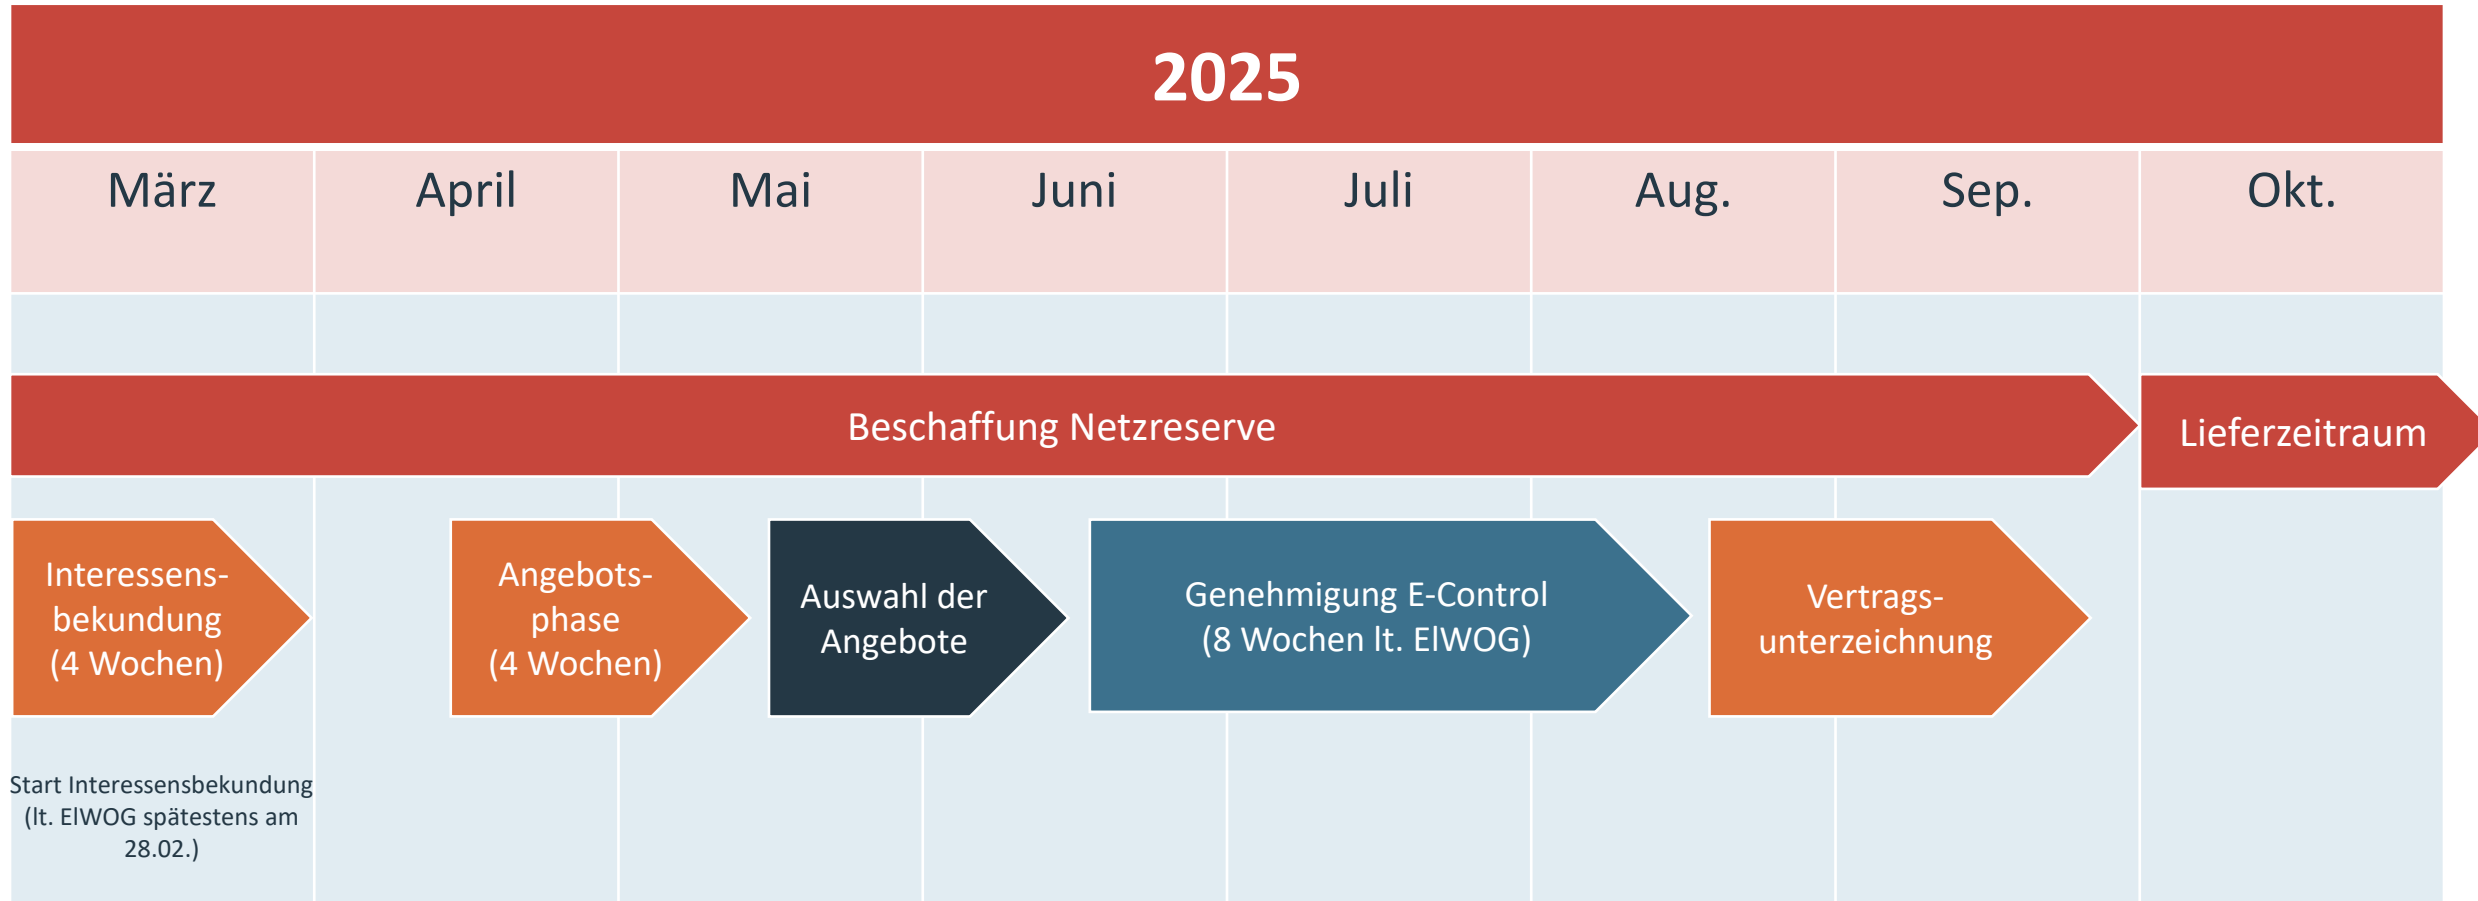 2025
März
April
Mai
Juni
Juli
Aug.
Sep.
Okt.
Beschaffung Netzreserve
Lieferzeitraum
Interessens-
bekundung
(4 Wochen)
Angebots-
phase
(4 Wochen)
Auswahl der
Angebote
Genehmigung E-Control
(8 Wochen lt. ElWOG)
Vertrags-
unterzeichnung
Start Interessensbekundung
(lt. ElWOG spätestens am
28.02.)